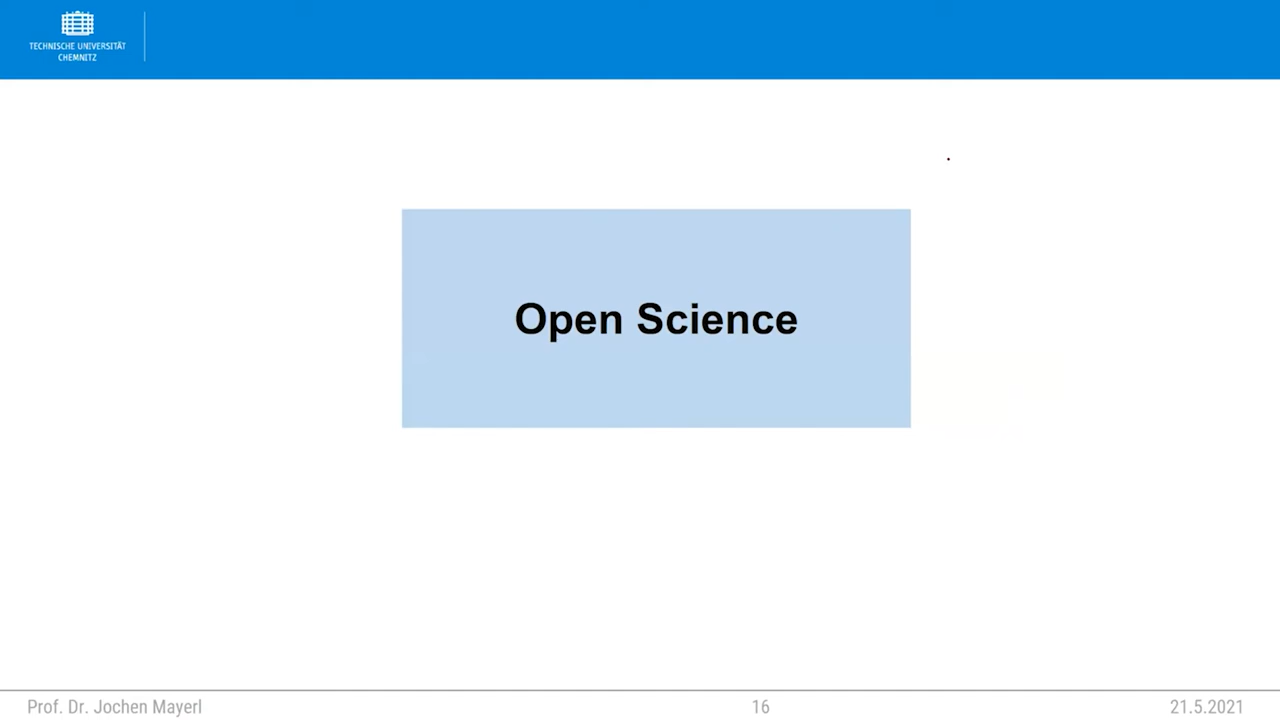 TECHNISCHE UNIVERSITÄT
CHEMNITZ
Open Science
Prof. Dr. Jochen Mayerl
16
21.5.2021